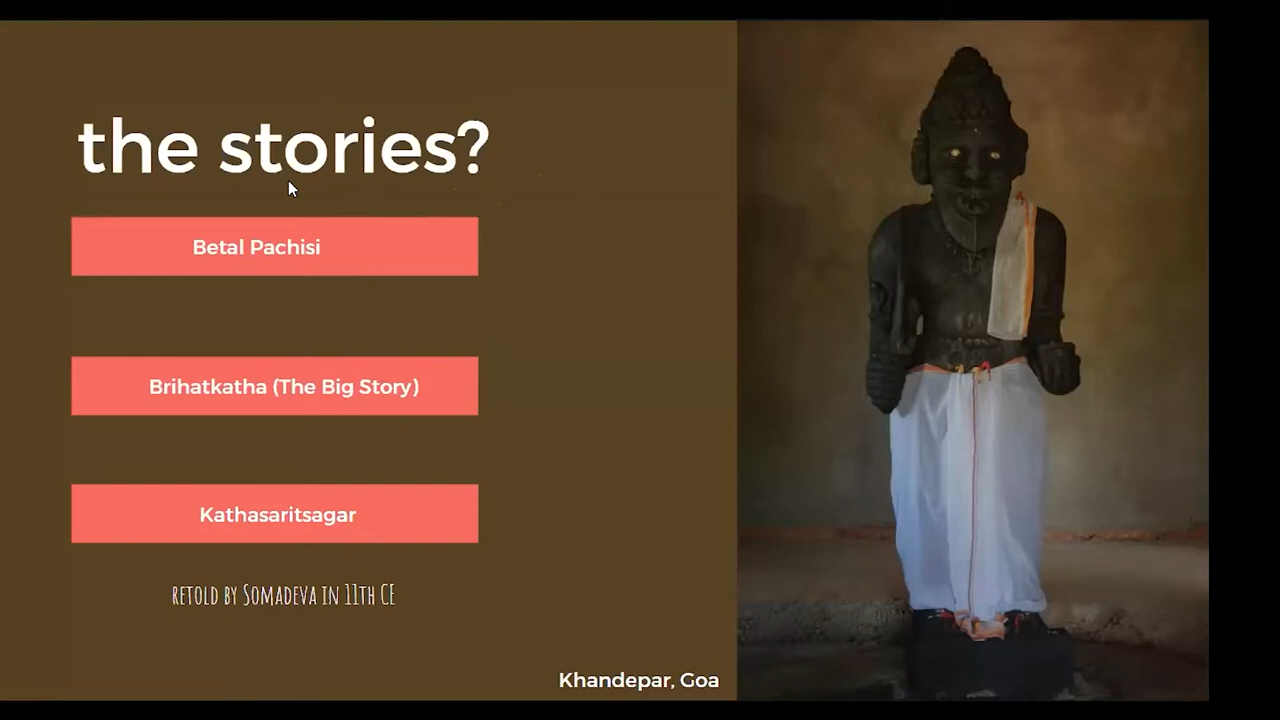 the stories?
Betal Pachisi
Brihatkatha (The Big Story)
Kathasaritsagar
RETOLD BY SOMADEVA IN 11TH CE
Khandepar, Goa